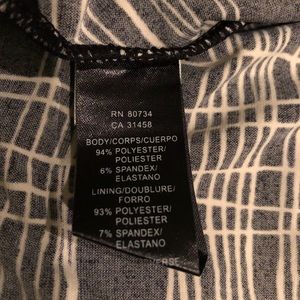 RN 80734
CA 31458
BODY/CORPS/CUERPO
94% POLYESTER/
POLIESTER
6% SPANDEX/
ELASTANO
LINING/DOUBLURE/
FORRO
93% POLYESTER/
POLIESTER
7% SPANDEX/
ELASTANO